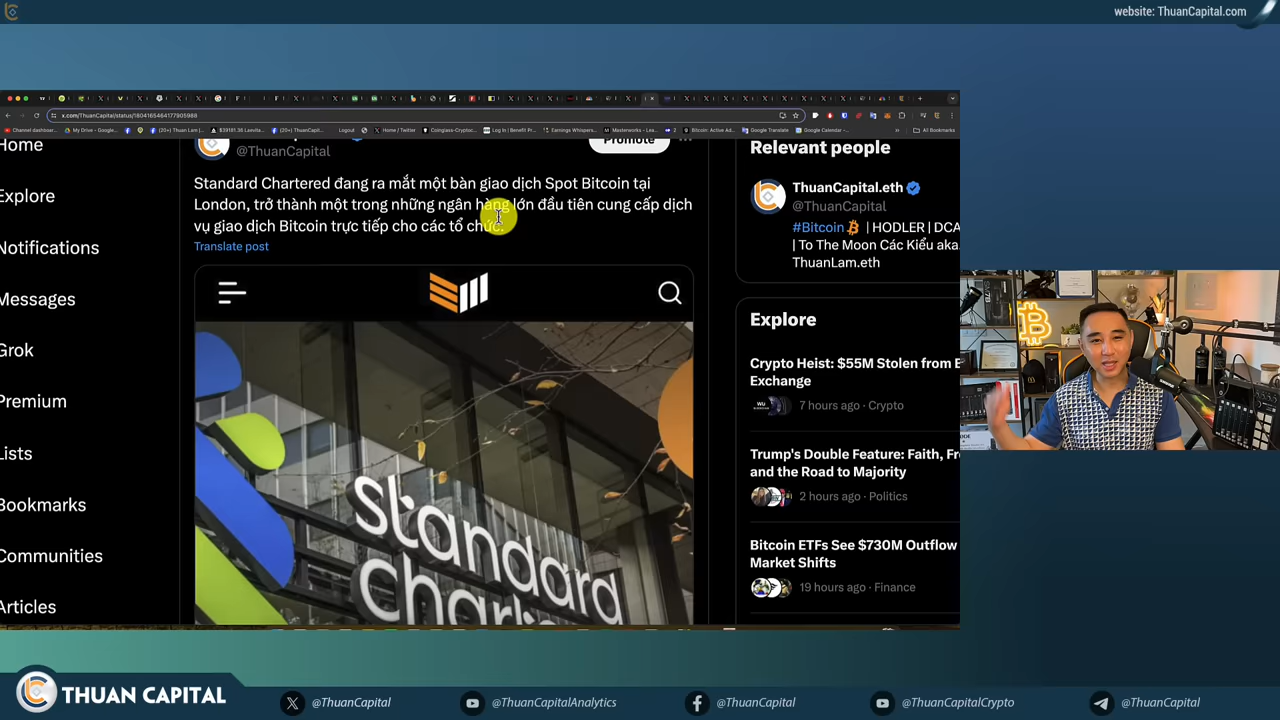 website: ThuanCapital.com
x.com/ThuanCapital/status/1804165464177905988
Home
Explore
Notifications
Messages
Grok
Premium
Lists
Bookmarks
Communities
Articles
@ThuanCapital
Promote
Standard Chartered đang ra mắt một bàn giao dịch Spot Bitcoin tại
London, trở thành một trong những ngân hàng lớn đầu tiên cung cấp dịch
vụ giao dịch Bitcoin trực tiếp cho các tổ chức.
Translate post
standard
Relevant people
ThuanCapital.eth
@ThuanCapital
#Bitcoin | HODLER | DCA
| To The Moon Các Kiểu aka
ThuanLam.eth
Explore
Crypto Heist: $55M Stolen from
Exchange
7 hours ago · Crypto
Trump's Double Feature: Faith,
and the Road to Majority
2 hours ago · Politics
Bitcoin ETFs See $730M Outflow
Market Shifts
19 hours ago · Finance
THUAN CAPITAL
@ThuanCapital
@ThuanCapitalAnalytics
@ThuanCapital
@ThuanCapitalCrypto
@ThuanCapital